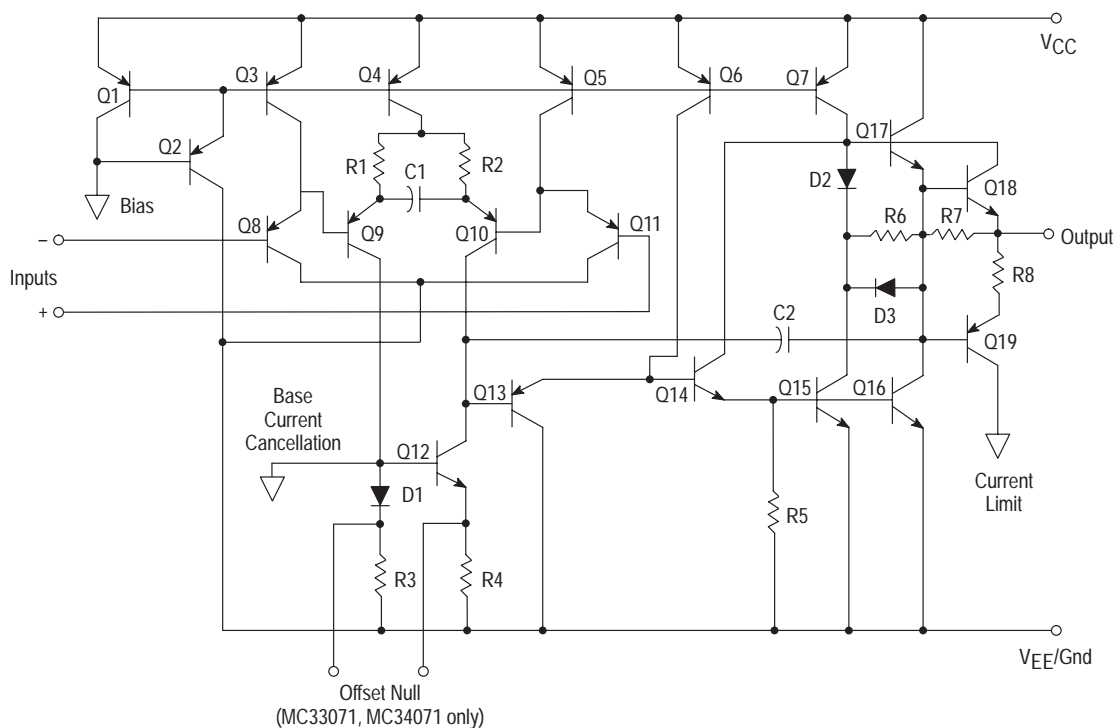 VCC
Q1
Q3
Q4
Q5
Q6
Q7
Q2
Q17
R1
C1
R2
D2
Q18
Bias
Q8
Q9
Q10
Q11
R6
R7
–
Output
Inputs
R8
+
C2
D3
Q19
Base
Current
Cancellation
Q13
Q14
Q15
Q16
Q12
D1
Current
Limit
R5
R3
R4
VEE/Gnd
Offset Null
(MC33071, MC34071 only)